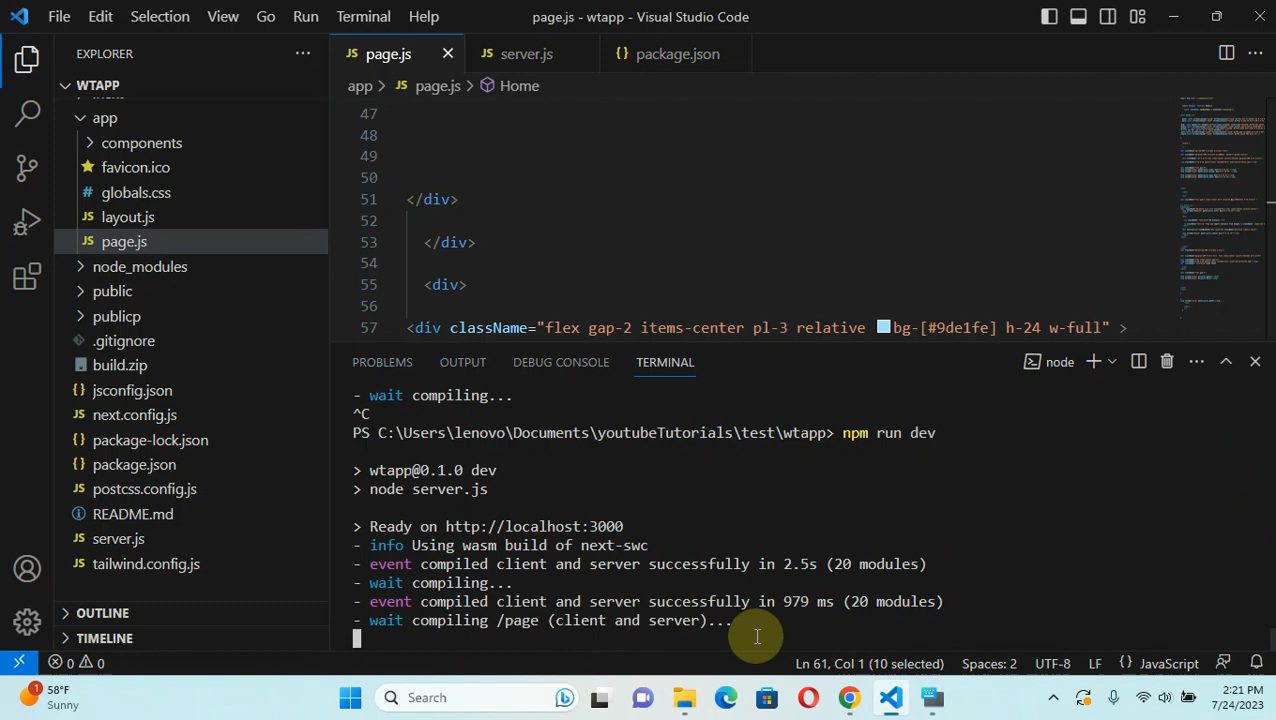 File Edit Selection View Go Run Terminal Help page.js - wtapp - Visual Studio Code
EXPLORER
WTAPP
app
components
favicon.ico
globals.css
layout.js
page.js
node_modules
public
publicp
.gitignore
build.zip
jsconfig.json
next.config.js
package-lock.json
package.json
postcss.config.js
README.md
server.js
tailwind.config.js
OUTLINE
TIMELINE
JS page.js JS server.js {} package.json
app > JS page.js > Home
47
48
49
50
51 </div>
52
53 </div>
54
55 <div>
56
57 <div className="flex gap-2 items-center pl-3 relative bg-[#9de1fe] h-24 w-full" >
PROBLEMS OUTPUT DEBUG CONSOLE TERMINAL node
- wait compiling...
^C
PS C:\Users\lenovo\Documents\youtubeTutorials\test\wtapp> npm run dev
> wtapp@0.1.0 dev
> node server.js
> Ready on http://localhost:3000
- info Using wasm build of next-swc
- event compiled client and server successfully in 2.5s (20 modules)
- wait compiling...
- event compiled client and server successfully in 979 ms (20 modules)
- wait compiling /page (client and server)...
0 0 Ln 61, Col 1 (10 selected) Spaces: 2 UTF-8 LF {} JavaScript
1 58°F
Sunny
Search
2:21 PM
7/24/2023